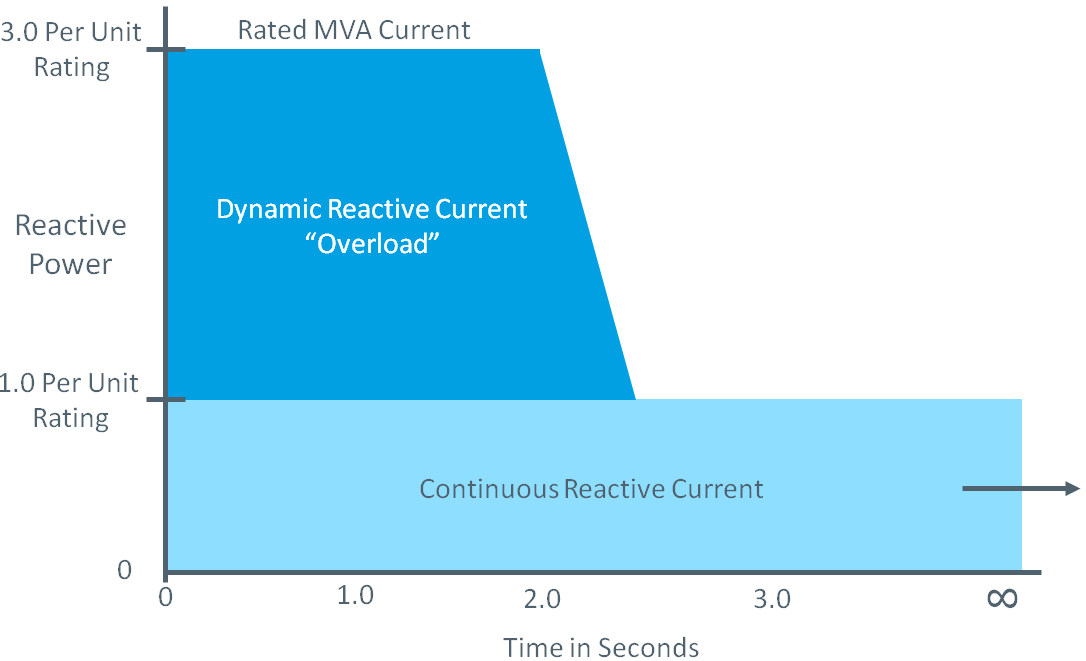 3.0 Per Unit
Rating
Rated MVA Current
Dynamic Reactive Current
“Overload”
Reactive
Power
1.0 Per Unit
Rating
Continuous Reactive Current
0
0
1.0
2.0
3.0
∞
Time in Seconds